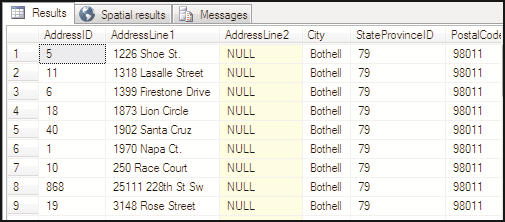 Results Spatial results Messages
AddressID AddressLine1 AddressLine2 City StateProvinceID PostalCode
1 5 1226 Shoe St. NULL Bothell 79 98011
2 11 1318 Lasalle Street NULL Bothell 79 98011
3 6 1399 Firestone Drive NULL Bothell 79 98011
4 18 1873 Lion Circle NULL Bothell 79 98011
5 40 1902 Santa Cruz NULL Bothell 79 98011
6 1 1970 Napa Ct. NULL Bothell 79 98011
7 10 250 Race Court NULL Bothell 79 98011
8 868 25111 228th St Sw NULL Bothell 79 98011
9 19 3148 Rose Street NULL Bothell 79 98011